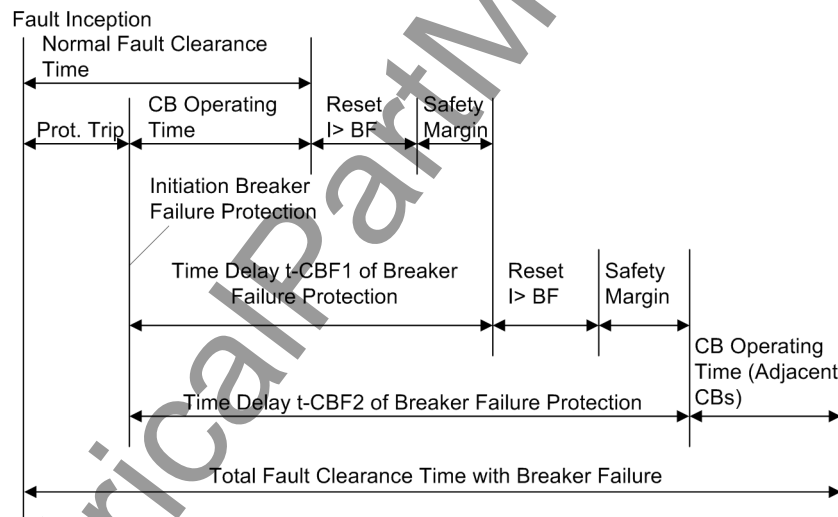 Fault Inception
Normal Fault Clearance
Time
Prot. Trip
CB Operating
Time
Reset
I> BF
Safety
Margin
Initiation Breaker
Failure Protection
Time Delay t-CBF1 of Breaker
Failure Protection
Reset
I> BF
Safety
Margin
CB Operating
Time (Adjacent
CBs)
Time Delay t-CBF2 of Breaker Failure Protection
Total Fault Clearance Time with Breaker Failure
ricalPartM